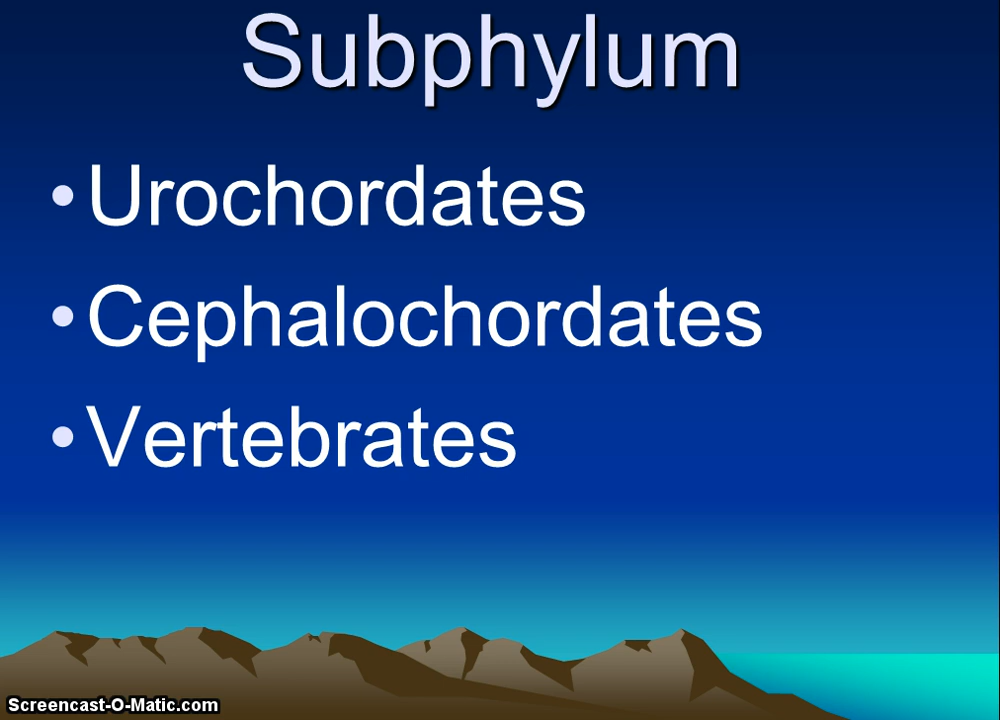 Subphylum
• Urochordates
• Cephalochordates
• Vertebrates
Screencast-O-Matic.com